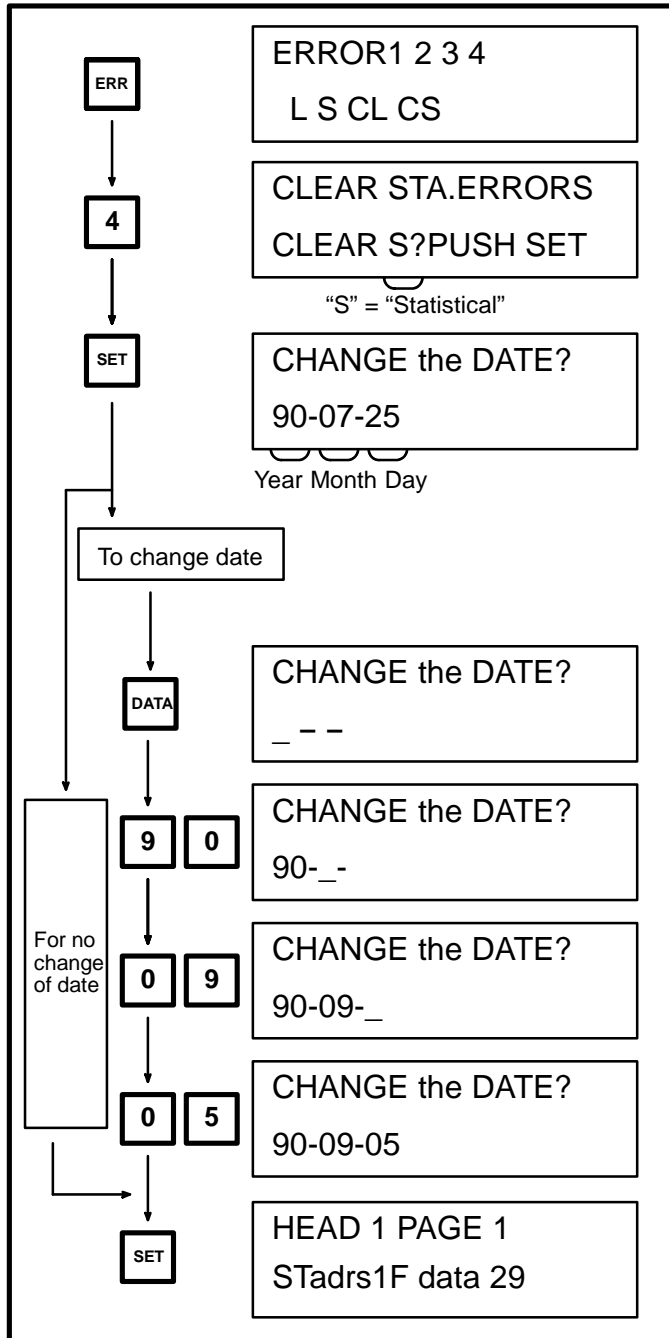 ERR
ERROR1 2 3 4
L S CL CS
4
CLEAR STA.ERRORS
CLEAR S?PUSH SET
“S” = “Statistical”
SET
CHANGE the DATE?
90-07-25
Year Month Day
To change date
DATA
CHANGE the DATE?
_ – –
9 0
CHANGE the DATE?
90-_-
For no
change
of date
0 9
CHANGE the DATE?
90-09-_
0 5
CHANGE the DATE?
90-09-05
SET
HEAD 1 PAGE 1
STadrs1F data 29